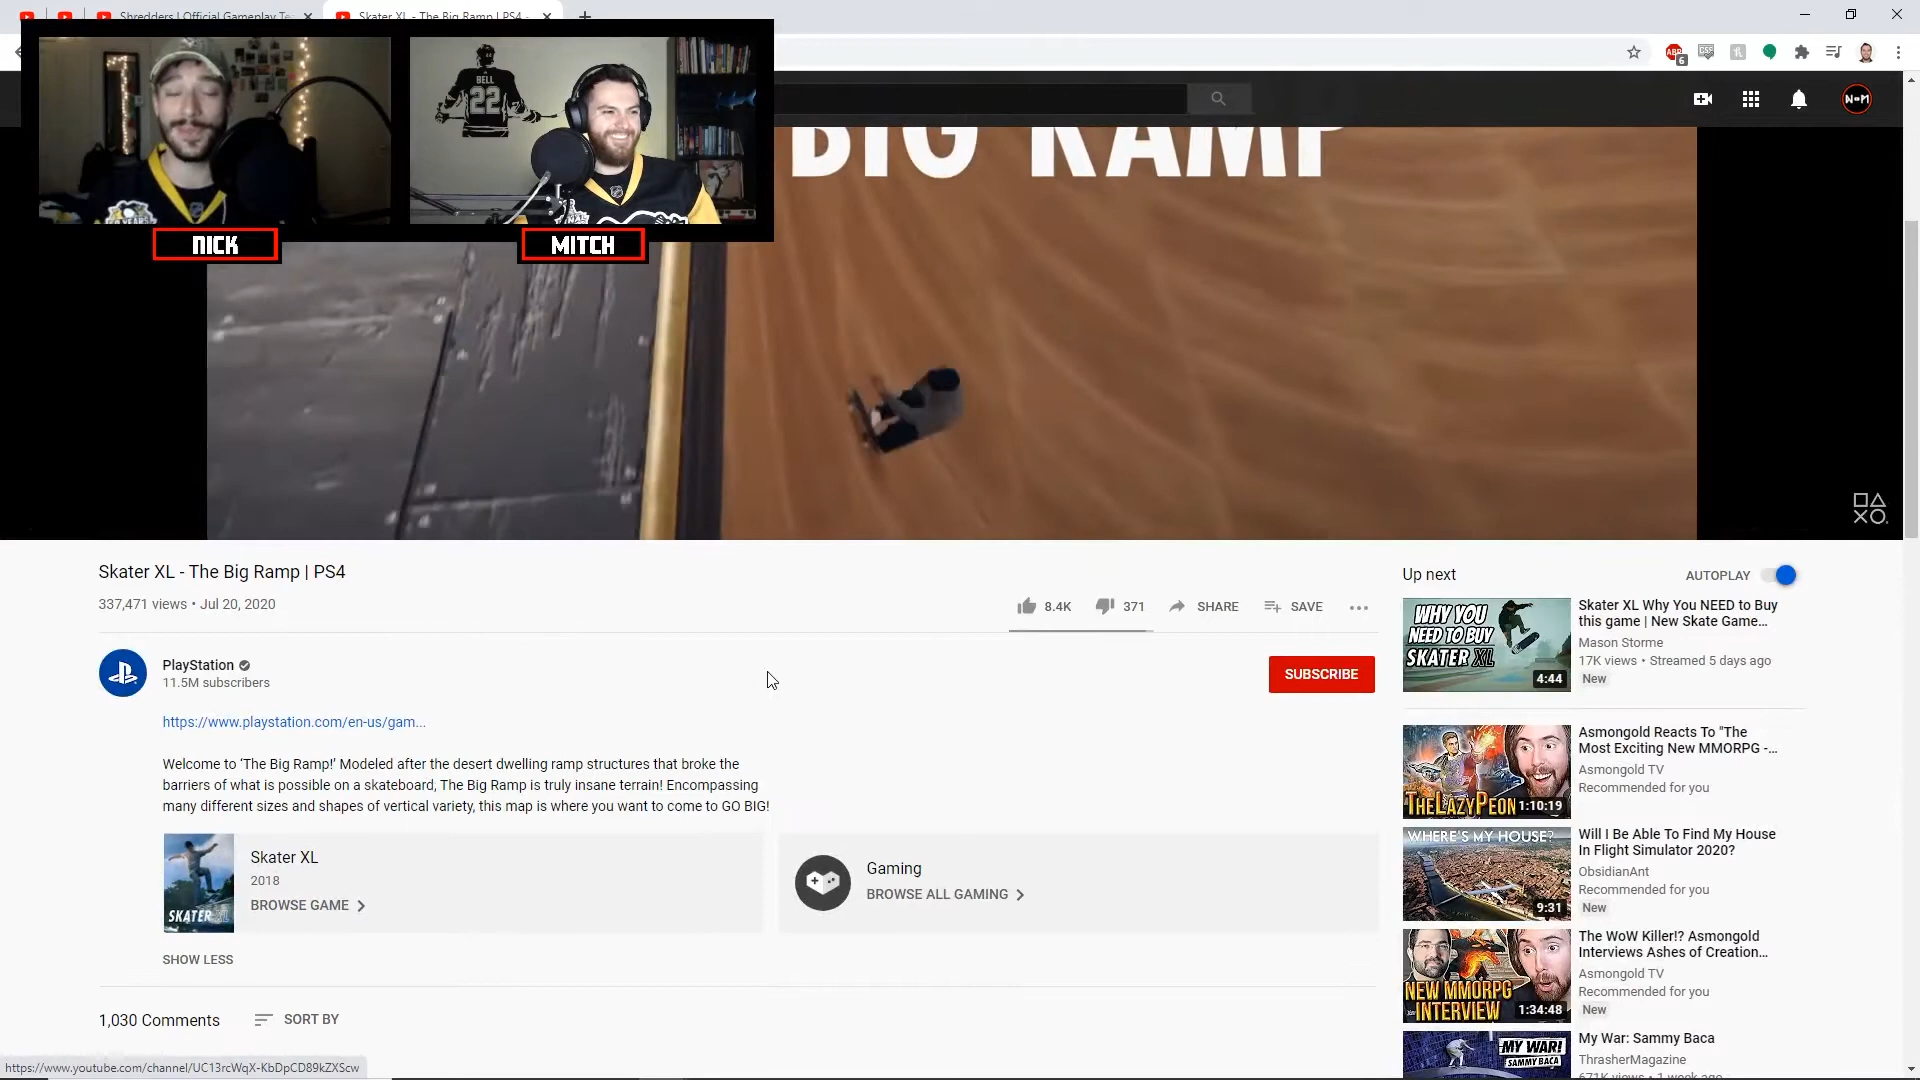 Shredders | Official Gameplay Te
Skater XL - The Big Ramp | PS4 -
BELL
22
NICK
MITCH
6
N-M
BIG RAMP
Skater XL - The Big Ramp | PS4
337,471 views • Jul 20, 2020
8.4K
371
SHARE
SAVE
PlayStation
11.5M subscribers
SUBSCRIBE
https://www.playstation.com/en-us/gam...
Welcome to ‘The Big Ramp!’ Modeled after the desert dwelling ramp structures that broke the
barriers of what is possible on a skateboard, The Big Ramp is truly insane terrain! Encompassing
many different sizes and shapes of vertical variety, this map is where you want to come to GO BIG!
SKATER XL
Skater XL
2018
BROWSE GAME
Gaming
BROWSE ALL GAMING
SHOW LESS
1,030 Comments
SORT BY
https://www.youtube.com/channel/UC13rcWqX-KbDpCD89kZXScw
Up next
AUTOPLAY
WHY YOU
NEED TO BUY
SKATER XL
4:44
Skater XL Why You NEED to Buy
this game | New Skate Game...
Mason Storme
17K views • Streamed 5 days ago
New
THELAZYPEON
1:10:19
Asmongold Reacts To "The
Most Exciting New MMORPG -...
Asmongold TV
Recommended for you
WHERE'S MY HOUSE?
9:31
Will I Be Able To Find My House
In Flight Simulator 2020?
ObsidianAnt
Recommended for you
New
NEW MMORPG
INTERVIEW
1:34:48
The WoW Killer!? Asmongold
Interviews Ashes of Creation...
Asmongold TV
Recommended for you
New
MY WAR!
SAMMY BACA
My War: Sammy Baca
ThrasherMagazine
671K views • 1 week ago